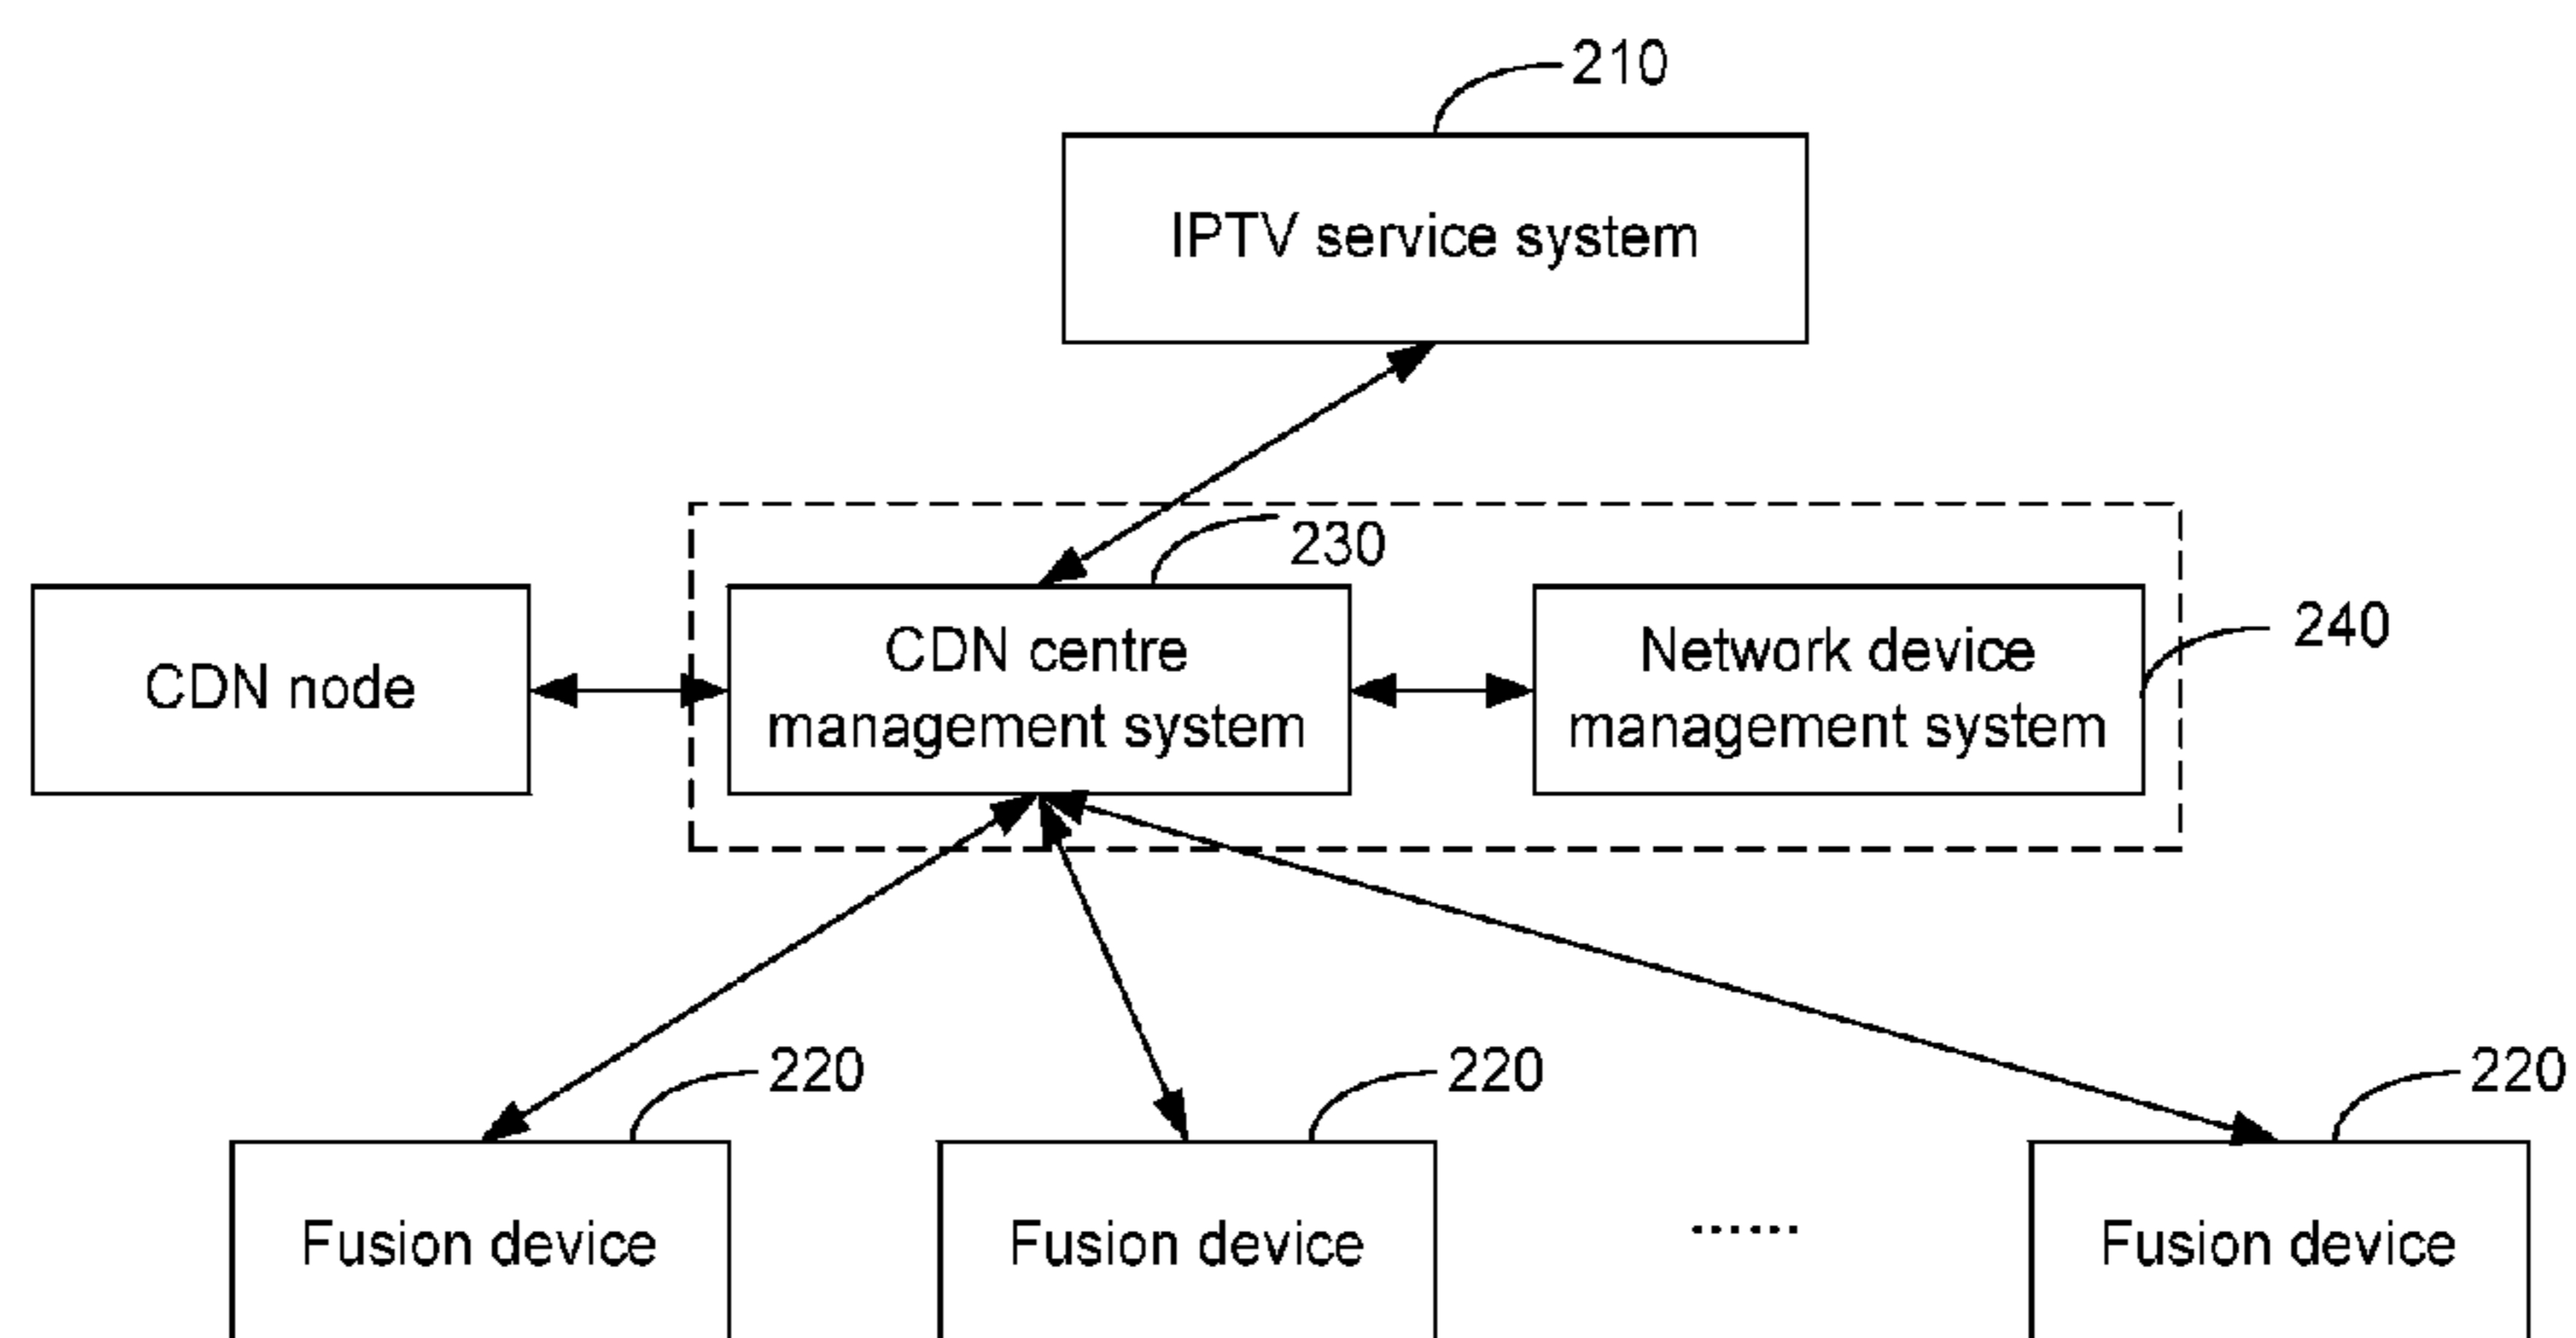 210
IPTV service system
230
CDN node
CDN centre
management system
Network device
management system
240
220
220
220
Fusion device
Fusion device
......
Fusion device